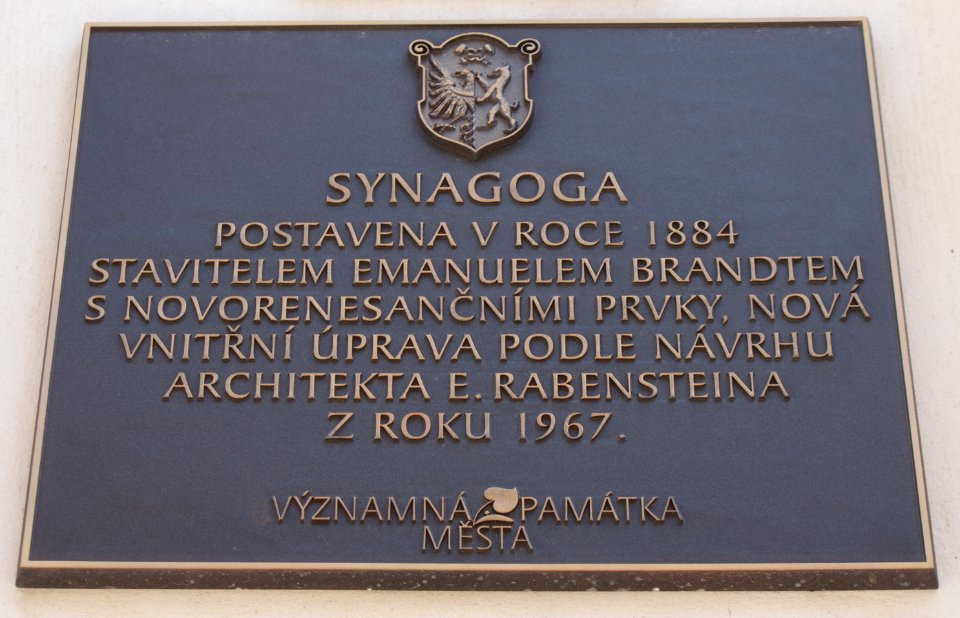 SYNAGOGA
POSTAVENA V ROCE 1884
STAVITELEM EMANUELEM BRANDTEM
S NOVORENESANČNÍMI PRVKY, NOVÁ
VNITŘNÍ ÚPRAVA PODLE NÁVRHU
ARCHITEKTA E. RABENSTEINA
Z ROKU 1967.
VÝZNAMNÁ PAMÁTKA
MĚSTA